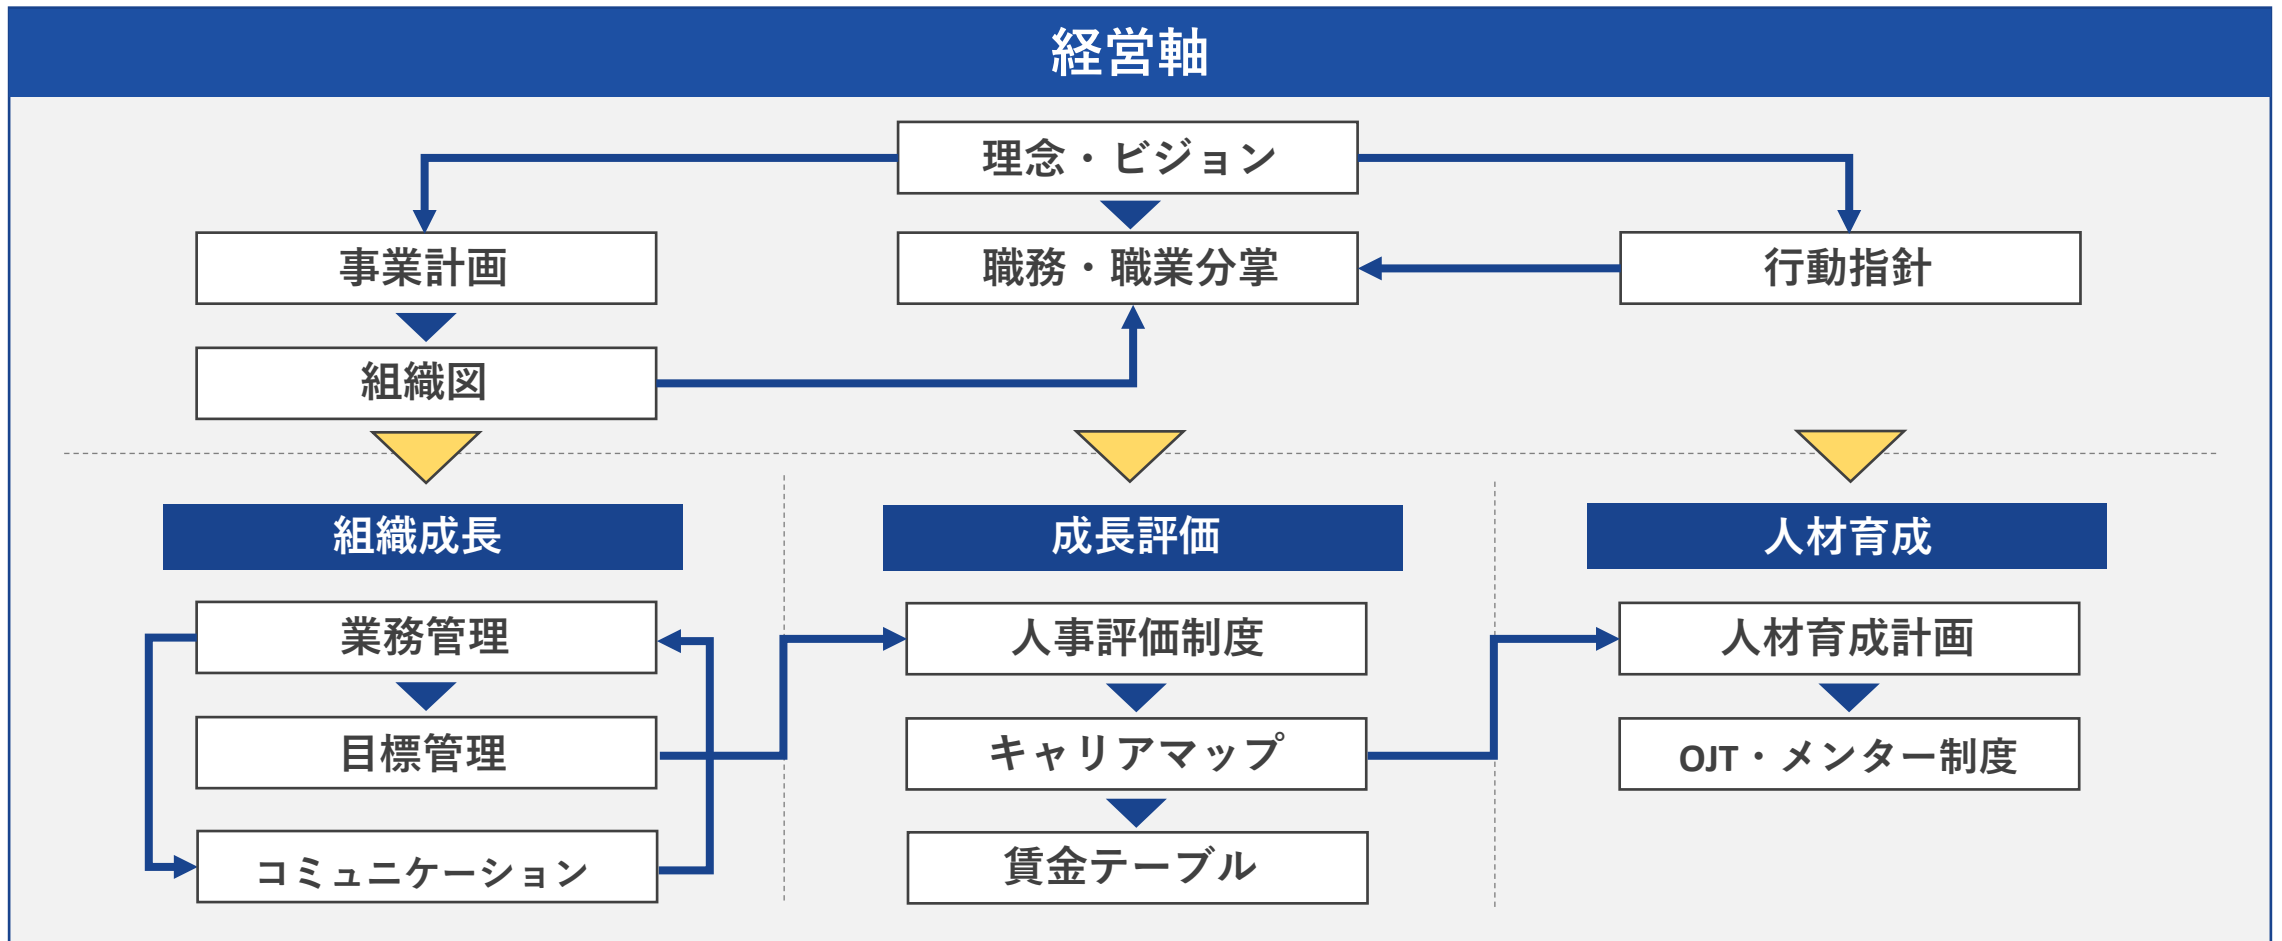 経営軸
理念・ビジョン
事業計画
職務・職業分掌
行動指針
組織図
組織成長
成長評価
人材育成
業務管理
人事評価制度
人材育成計画
目標管理
キャリアマップ
OJT・メンター制度
コミュニケーション
賃金テーブル